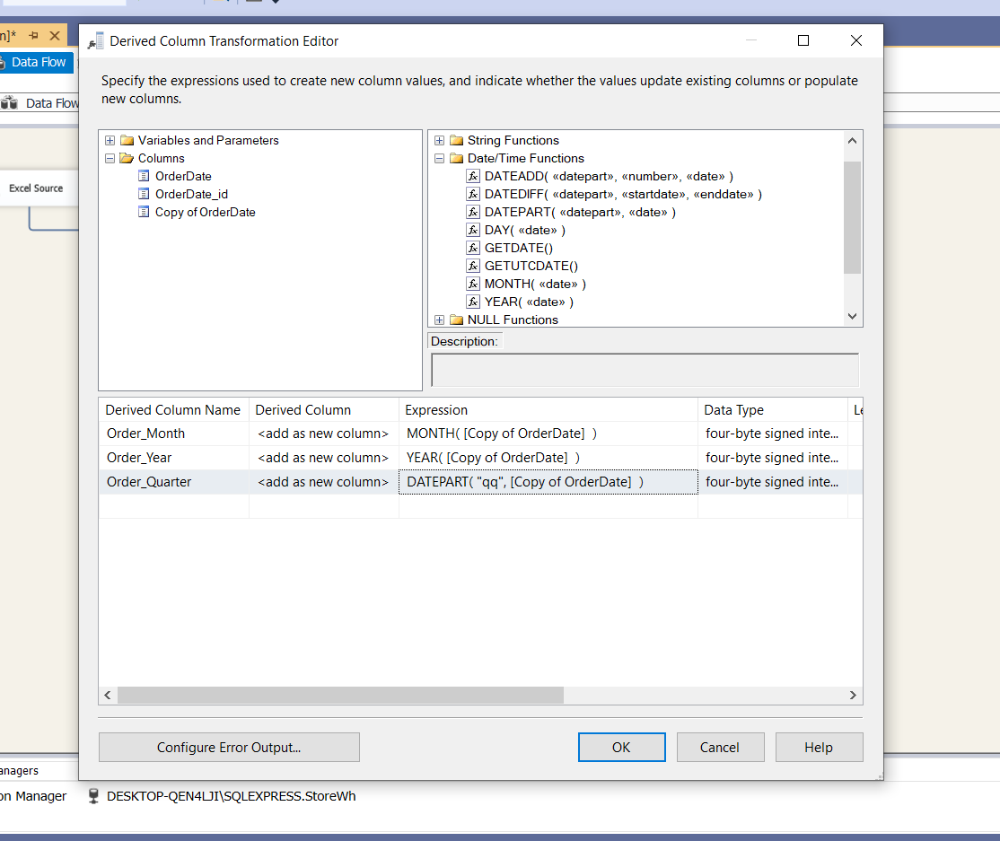 n]*
Derived Column Transformation Editor
Data Flow
Specify the expressions used to create new column values, and indicate whether the values update existing columns or populate
new columns.
Data Flow
Excel Source
Variables and Parameters
Columns
OrderDate
OrderDate_id
Copy of OrderDate
String Functions
Date/Time Functions
DATEADD( «datepart», «number», «date» )
DATEDIFF( «datepart», «startdate», «enddate» )
DATEPART( «datepart», «date» )
DAY( «date» )
GETDATE()
GETUTCDATE()
MONTH( «date» )
YEAR( «date» )
NULL Functions
Description:
Derived Column Name Derived Column Expression Data Type Le
Order_Month <add as new column> MONTH( [Copy of OrderDate]  ) four-byte signed inte...
Order_Year <add as new column> YEAR( [Copy of OrderDate]  ) four-byte signed inte...
Order_Quarter <add as new column> DATEPART( "qq", [Copy of OrderDate]  ) four-byte signed inte...
Configure Error Output...
OK
Cancel
Help
anagers
on Manager
DESKTOP-QEN4LJI\SQLEXPRESS.StoreWh